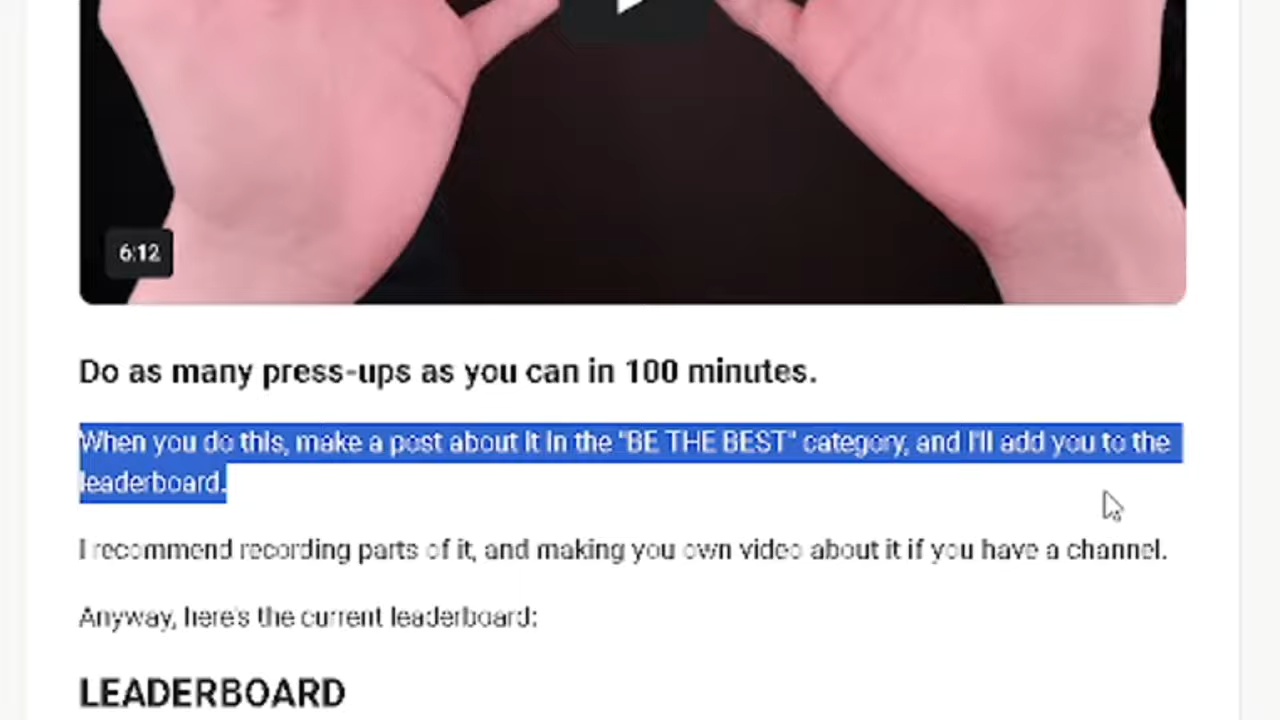 6:12
Do as many press-ups as you can in 100 minutes.
When you do this, make a post about it in the "BE THE BEST" category, and I'll add you to the
leaderboard.
I recommend recording parts of it, and making you own video about it if you have a channel.
Anyway, here's the current leaderboard:
LEADERBOARD